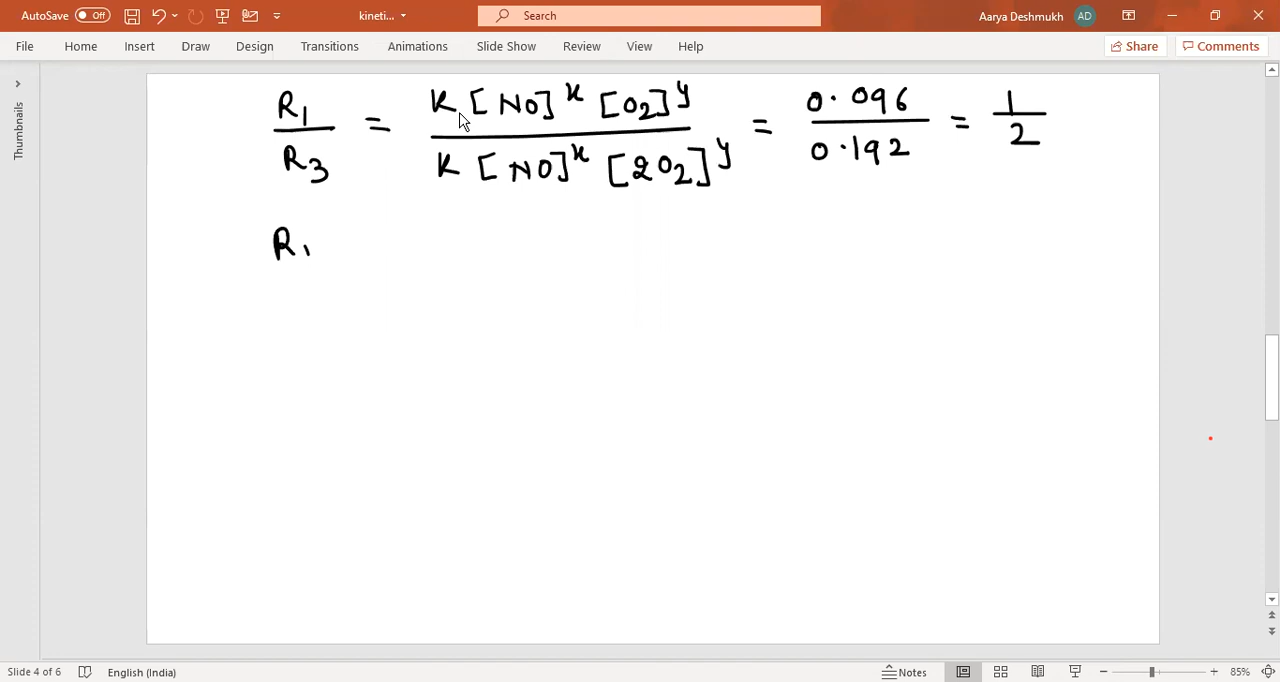 AutoSave Off kineti... Search Aarya Deshmukh AD
File Home Insert Draw Design Transitions Animations Slide Show Review View Help Share Comments
Thumbnails
R₁/R₃ = K[NO]ˣ[O₂]ʸ/K[NO]ˣ[2O₂]ʸ = 0.096/0.192 = 1/2
R₁
Slide 4 of 6 English (India) Notes 85%